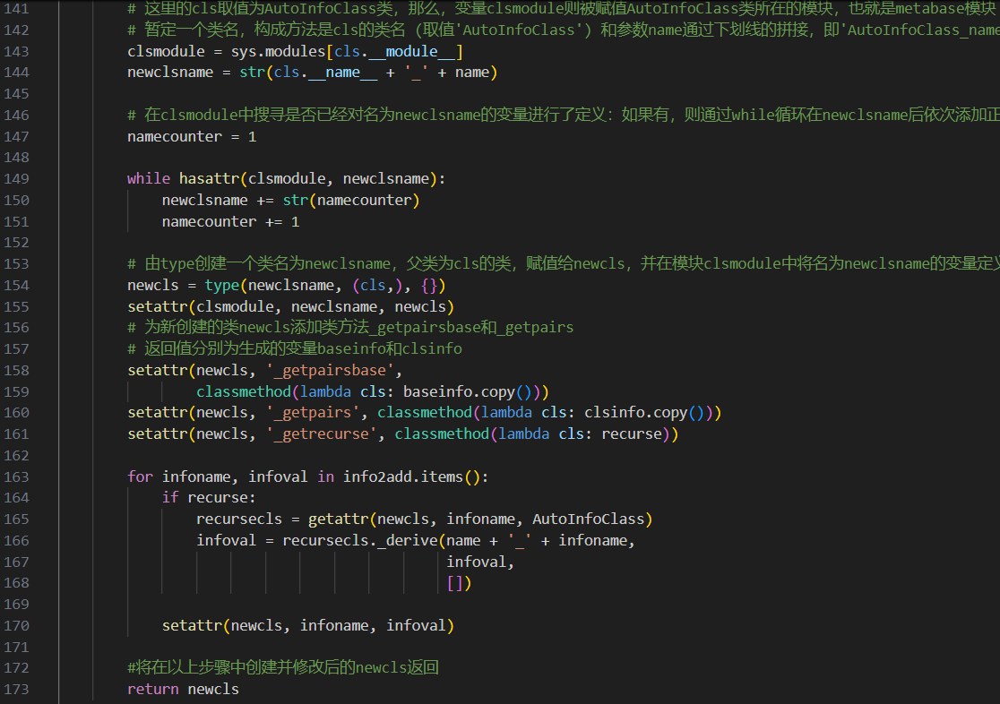 141 # 这里的cls取值为AutoInfoClass类，那么，变量clsmodule则被赋值AutoInfoClass类所在的模块，也就是metabase模块
142 # 暂定一个类名，构成方法是cls的类名（取值'AutoInfoClass'）和参数name通过下划线的拼接，即'AutoInfoClass_name
143 clsmodule = sys.modules[cls.__module__]
144 newclsname = str(cls.__name__ + '_' + name)
145
146 # 在clsmodule中搜寻是否已经对名为newclsname的变量进行了定义：如果有，则通过while循环在newclsname后依次添加正
147 namecounter = 1
148
149 while hasattr(clsmodule, newclsname):
150 newclsname += str(namecounter)
151 namecounter += 1
152
153 # 由type创建一个类名为newclsname，父类为cls的类，赋值给newcls，并在模块clsmodule中将名为newclsname的变量定义
154 newcls = type(newclsname, (cls,), {})
155 setattr(clsmodule, newclsname, newcls)
156 # 为新创建的类newcls添加类方法_getpairsbase和_getpairs
157 # 返回值分别为生成的变量baseinfo和clsinfo
158 setattr(newcls, '_getpairsbase',
159 classmethod(lambda cls: baseinfo.copy()))
160 setattr(newcls, '_getpairs', classmethod(lambda cls: clsinfo.copy()))
161 setattr(newcls, '_getrecurse', classmethod(lambda cls: recurse))
162
163 for infoname, infoval in info2add.items():
164 if recurse:
165 recursecls = getattr(newcls, infoname, AutoInfoClass)
166 infoval = recursecls._derive(name + '_' + infoname,
167 infoval,
168 [])
169
170 setattr(newcls, infoname, infoval)
171
172 #将在以上步骤中创建并修改后的newcls返回
173 return newcls